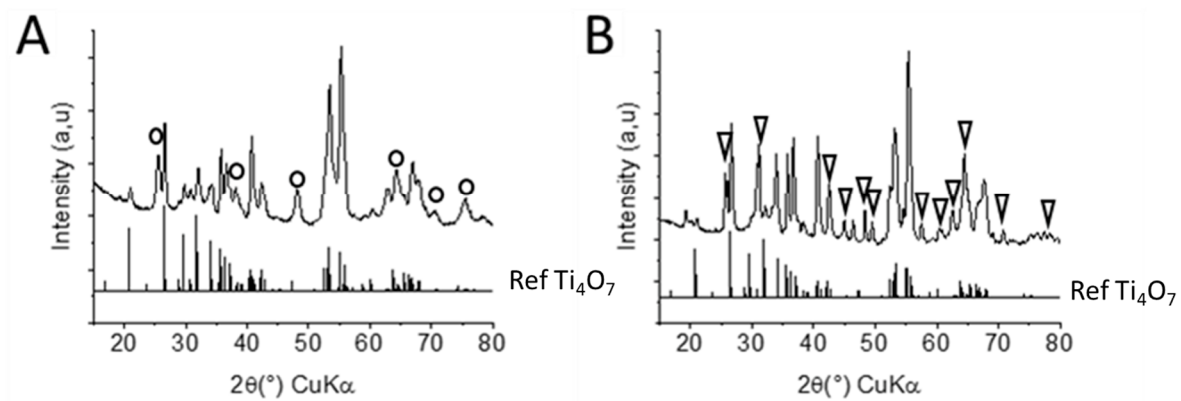 A
Intensity (a,u)
Ref Ti₄O₇
20 30 40 50 60 70 80
2θ(°) CuKα
B
Intensity (a,u)
Ref Ti₄O₇
20 30 40 50 60 70 80
2θ(°) CuKα